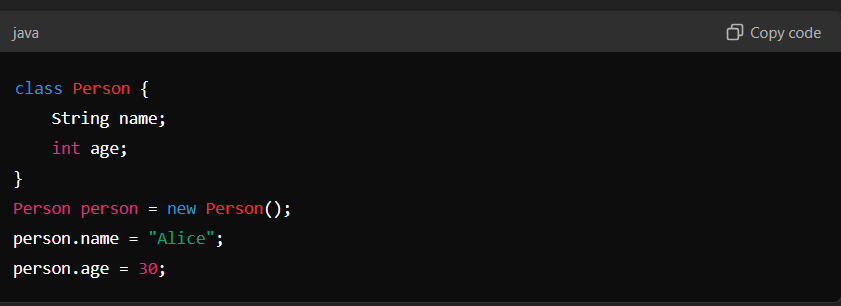 java Copy code
class Person {
    String name;
    int age;
}
Person person = new Person();
person.name = "Alice";
person.age = 30;